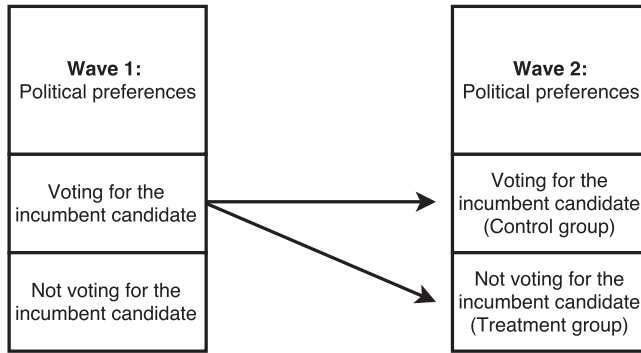 Wave 1:
Political preferences
Voting for the
incumbent candidate
Not voting for the
incumbent candidate
Wave 2:
Political preferences
Voting for the
incumbent candidate
(Control group)
Not voting for the
incumbent candidate
(Treatment group)